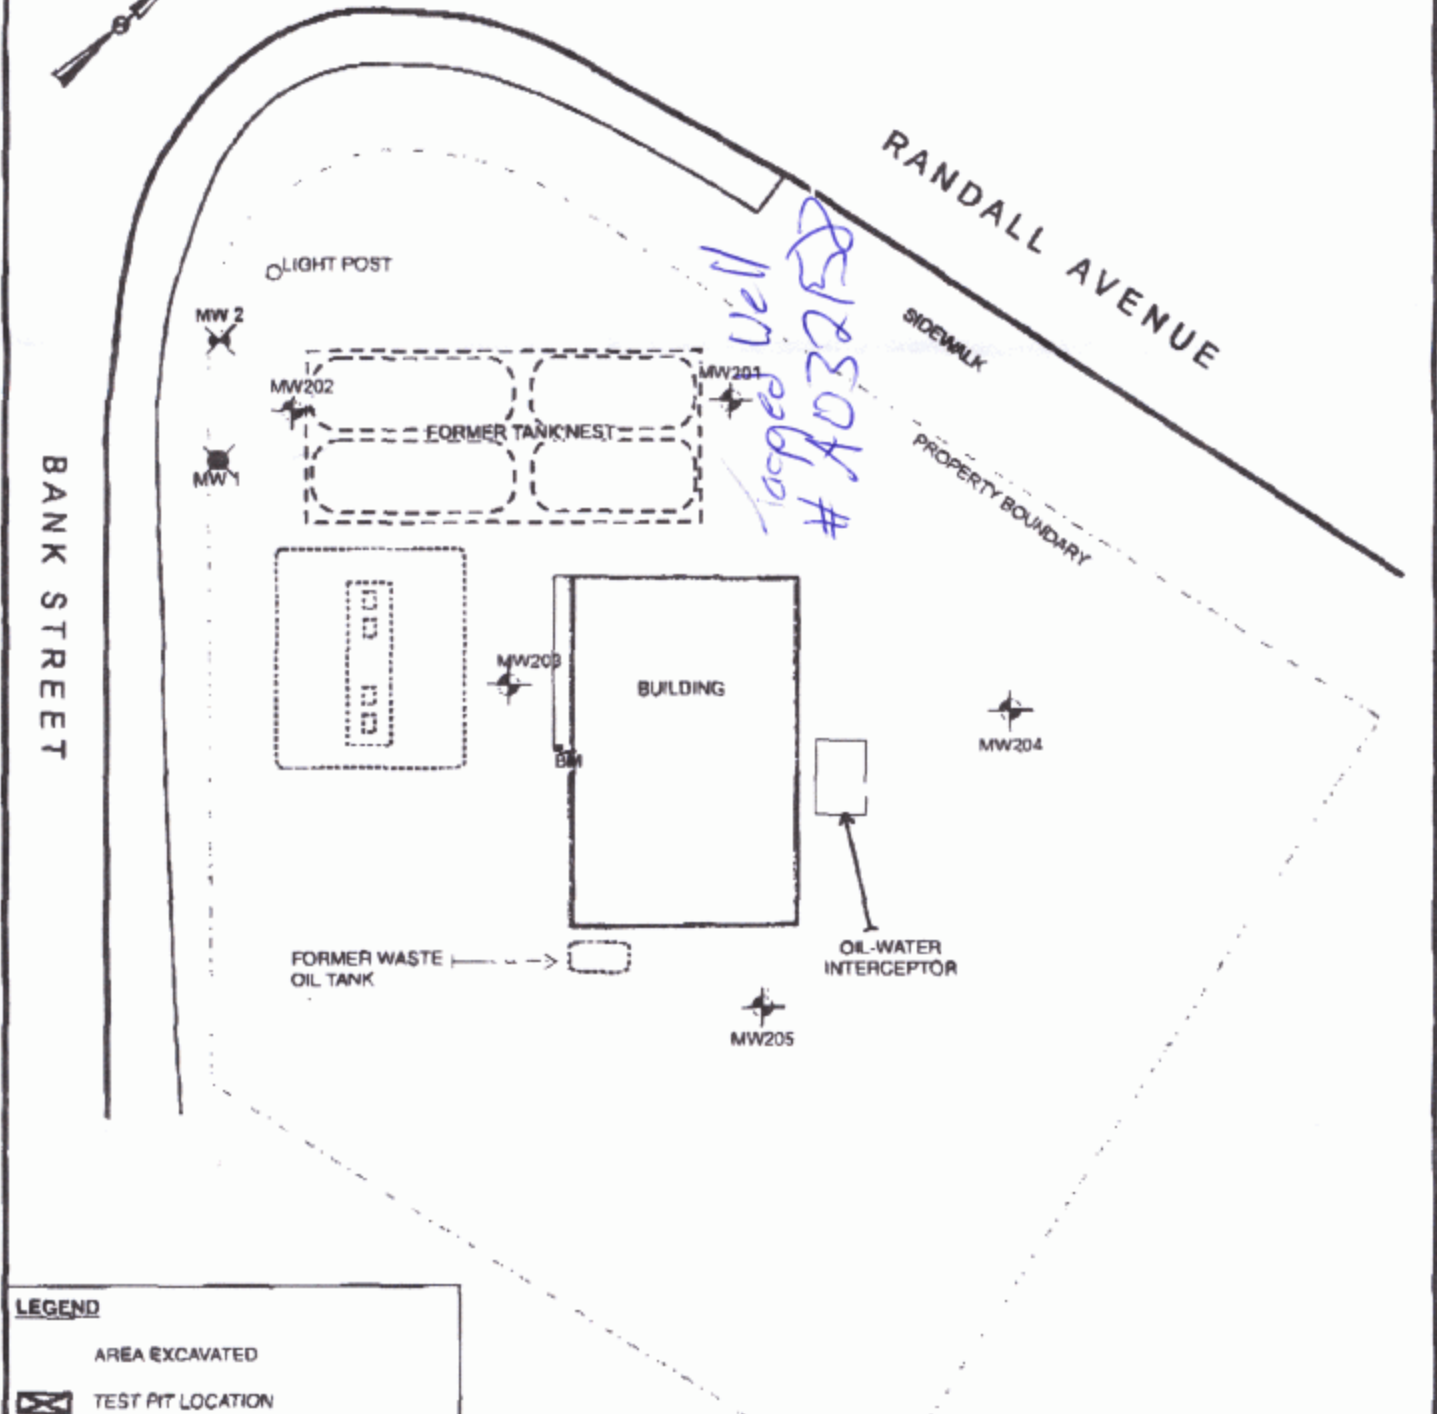 RANDALL AVENUE
LIGHT POST
MW 2
SIDEWALK
Tagged Well
MW202
MW201
FORMER TANK NEST
PROPERTY BOUNDARY
MW 1
BANK STREET
MW203
BUILDING
MW204
BM
FORMER WASTE
OIL TANK
OIL-WATER
INTERCEPTOR
MW205
LEGEND
AREA EXCAVATED
TEST PIT LOCATION